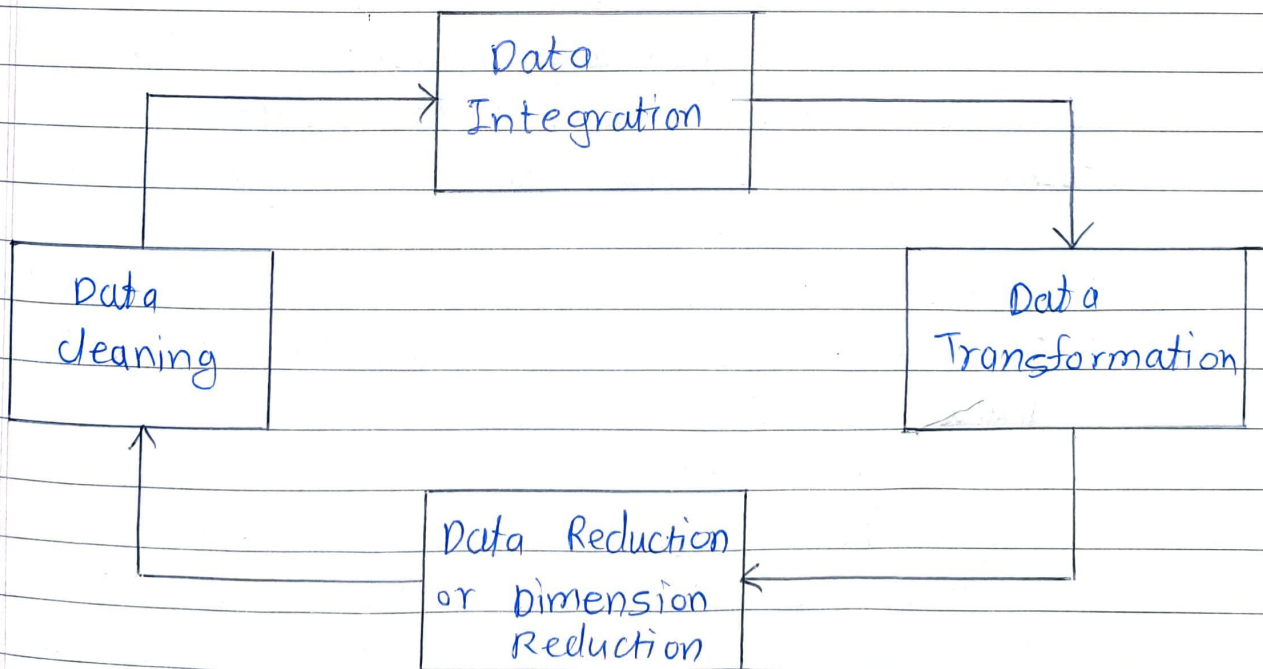 Data
Integration
Data
cleaning
Data
Transformation
Data Reduction
or Dimension
Reduction